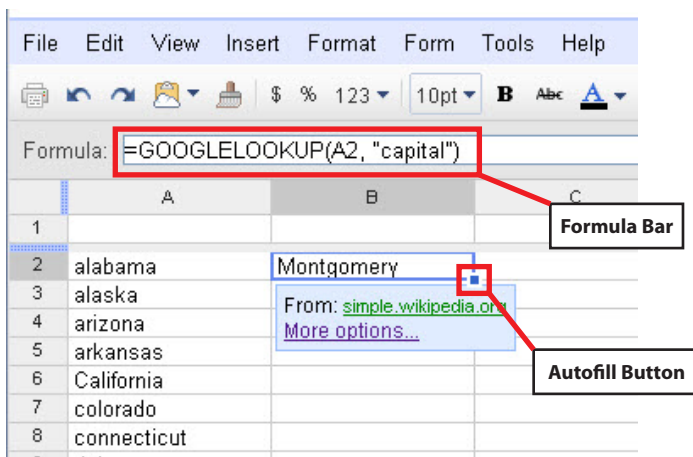 File Edit View Insert Format Form Tools Help
$ % 123 10pt B Abc A
Formula: =GOOGLELOOKUP(A2, "capital")
A B C
Formula Bar
1
2 alabama Montgomery
3 alaska From: simple.wikipedia.org
4 arizona More options...
5 arkansas
Autofill Button
6 California
7 colorado
8 connecticut